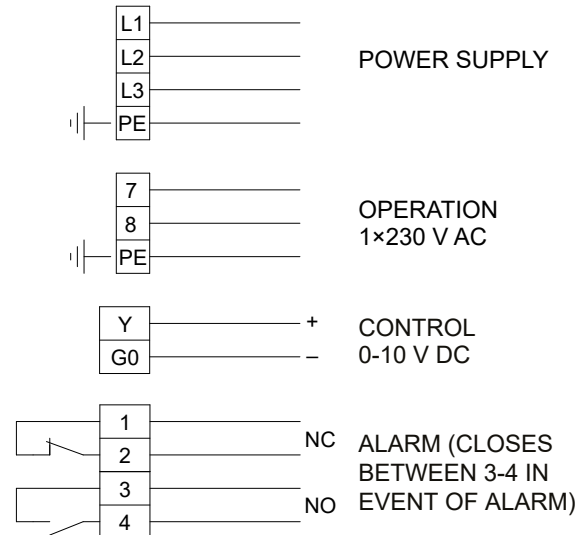 L1
L2
L3
PE
POWER SUPPLY
7
8
PE
OPERATION
1×230 V AC
Y +
G0 –
CONTROL
0-10 V DC
1
2
NC
3
4
NO
ALARM (CLOSES
BETWEEN 3-4 IN
EVENT OF ALARM)